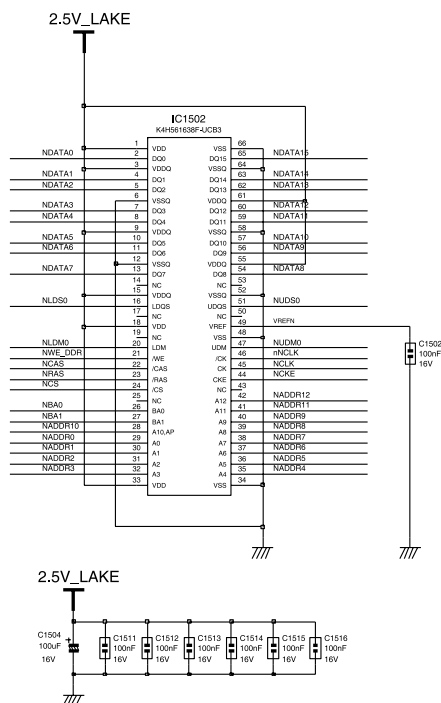 2.5V_LAKE
IC1502
K4H561638F-UCB3
1 VDD VSS 66
NDATA0 2 DQ0 DQ15 65 NDATA15
3 VDDQ VSSQ 64
NDATA1 4 DQ1 DQ14 63 NDATA14
NDATA2 5 DQ2 DQ13 62 NDATA13
6 VSSQ VDDQ 61
NDATA3 7 DQ3 DQ12 60 NDATA12
NDATA4 8 DQ4 DQ11 59 NDATA11
9 VDDQ VSSQ 58
NDATA5 10 DQ5 DQ10 57 NDATA10
NDATA6 11 DQ6 DQ9 56 NDATA9
12 VSSQ VDDQ 55
NDATA7 13 DQ7 DQ8 54 NDATA8
14 NC NC 53
15 VDDQ VSSQ 52
NLDS0 16 LDQS UDQS 51 NUDS0
17 NC NC 50
18 VDD VREF 49 VREFN
19 NC VSS 48
NLDM0 20 LDM UDM 47 NUDM0
NWE_DDR 21 /WE /CK 46 nNCLK
NCAS 22 /CAS CK 45 NCLK
NRAS 23 /RAS CKE 44 NCKE
NCS 24 /CS NC 43
25 NC A12 42 NADDR12
NBA0 26 BA0 A11 41 NADDR11
NBA1 27 BA1 A9 40 NADDR9
NADDR10 28 A10,AP A8 39 NADDR8
NADDR0 29 A0 A7 38 NADDR7
NADDR1 30 A1 A6 37 NADDR6
NADDR2 31 A2 A5 36 NADDR5
NADDR3 32 A3 A4 35 NADDR4
33 VDD VSS 34
C1502
100nF
16V
2.5V_LAKE
C1504 C1511 C1512 C1513 C1514 C1515 C1516
+
100uF 100nF 100nF 100nF 100nF 100nF 100nF
16V 16V 16V 16V 16V 16V 16V